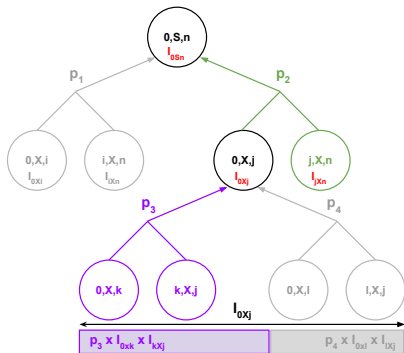 0,S,n
I0Sn
p1
p2
0,X,i
I0Xi
i,X,n
IiXn
0,X,j
I0Xj
j,X,n
IjXn
p3
p4
0,X,k
k,X,j
0,X,l
l,X,j
I0Xj
p3 x I0xk x IkXj
p4 x I0xl x IlXj